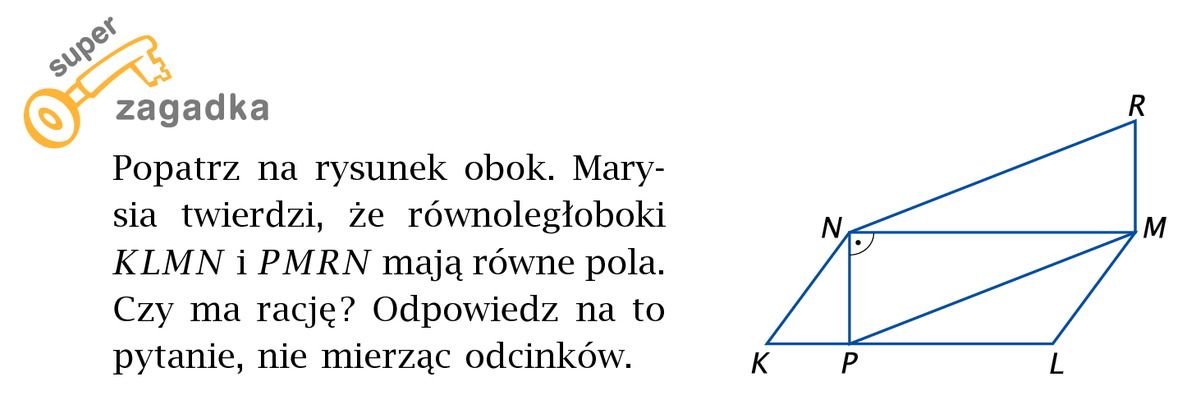 super
zagadka
Popatrz na rysunek obok. Mary-
sia twierdzi, że równoległoboki
KLMN i PMRN mają równe pola.
Czy ma rację? Odpowiedz na to
pytanie, nie mierząc odcinków.
R
N
M
K
P
L